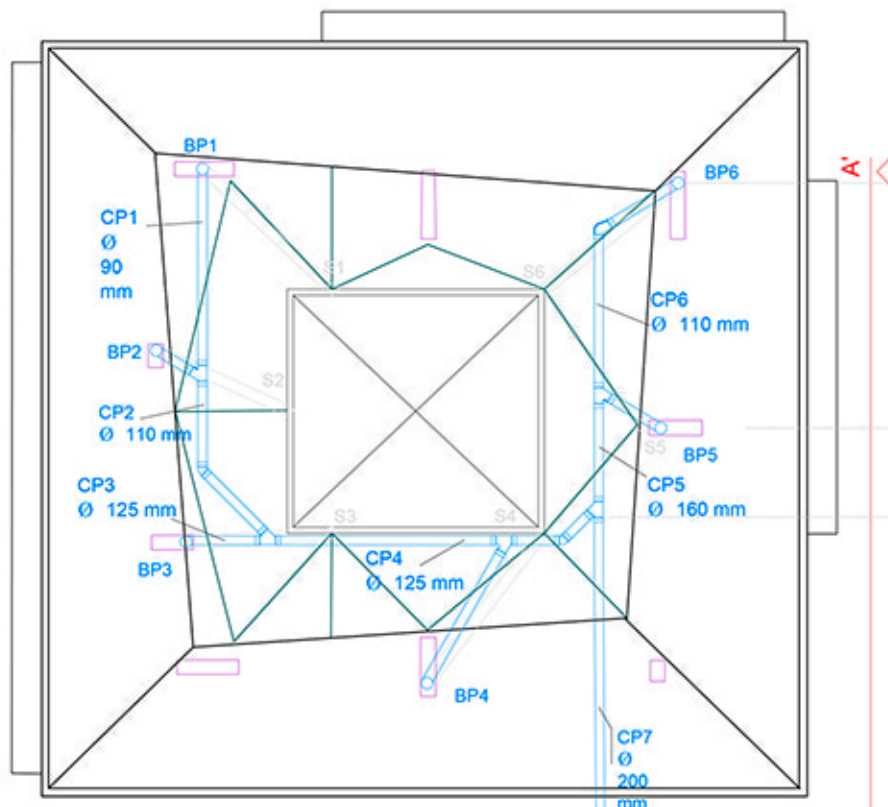 BP1
A'
BP6
CP1
Ø
90
mm
S1
S6
CP6
Ø 110 mm
BP2
S2
CP2
Ø 110 mm
S5
BP5
CP3
Ø 125 mm
CP5
Ø 160 mm
S3
S4
CP4
Ø 125 mm
BP3
BP4
CP7
Ø
200
mm